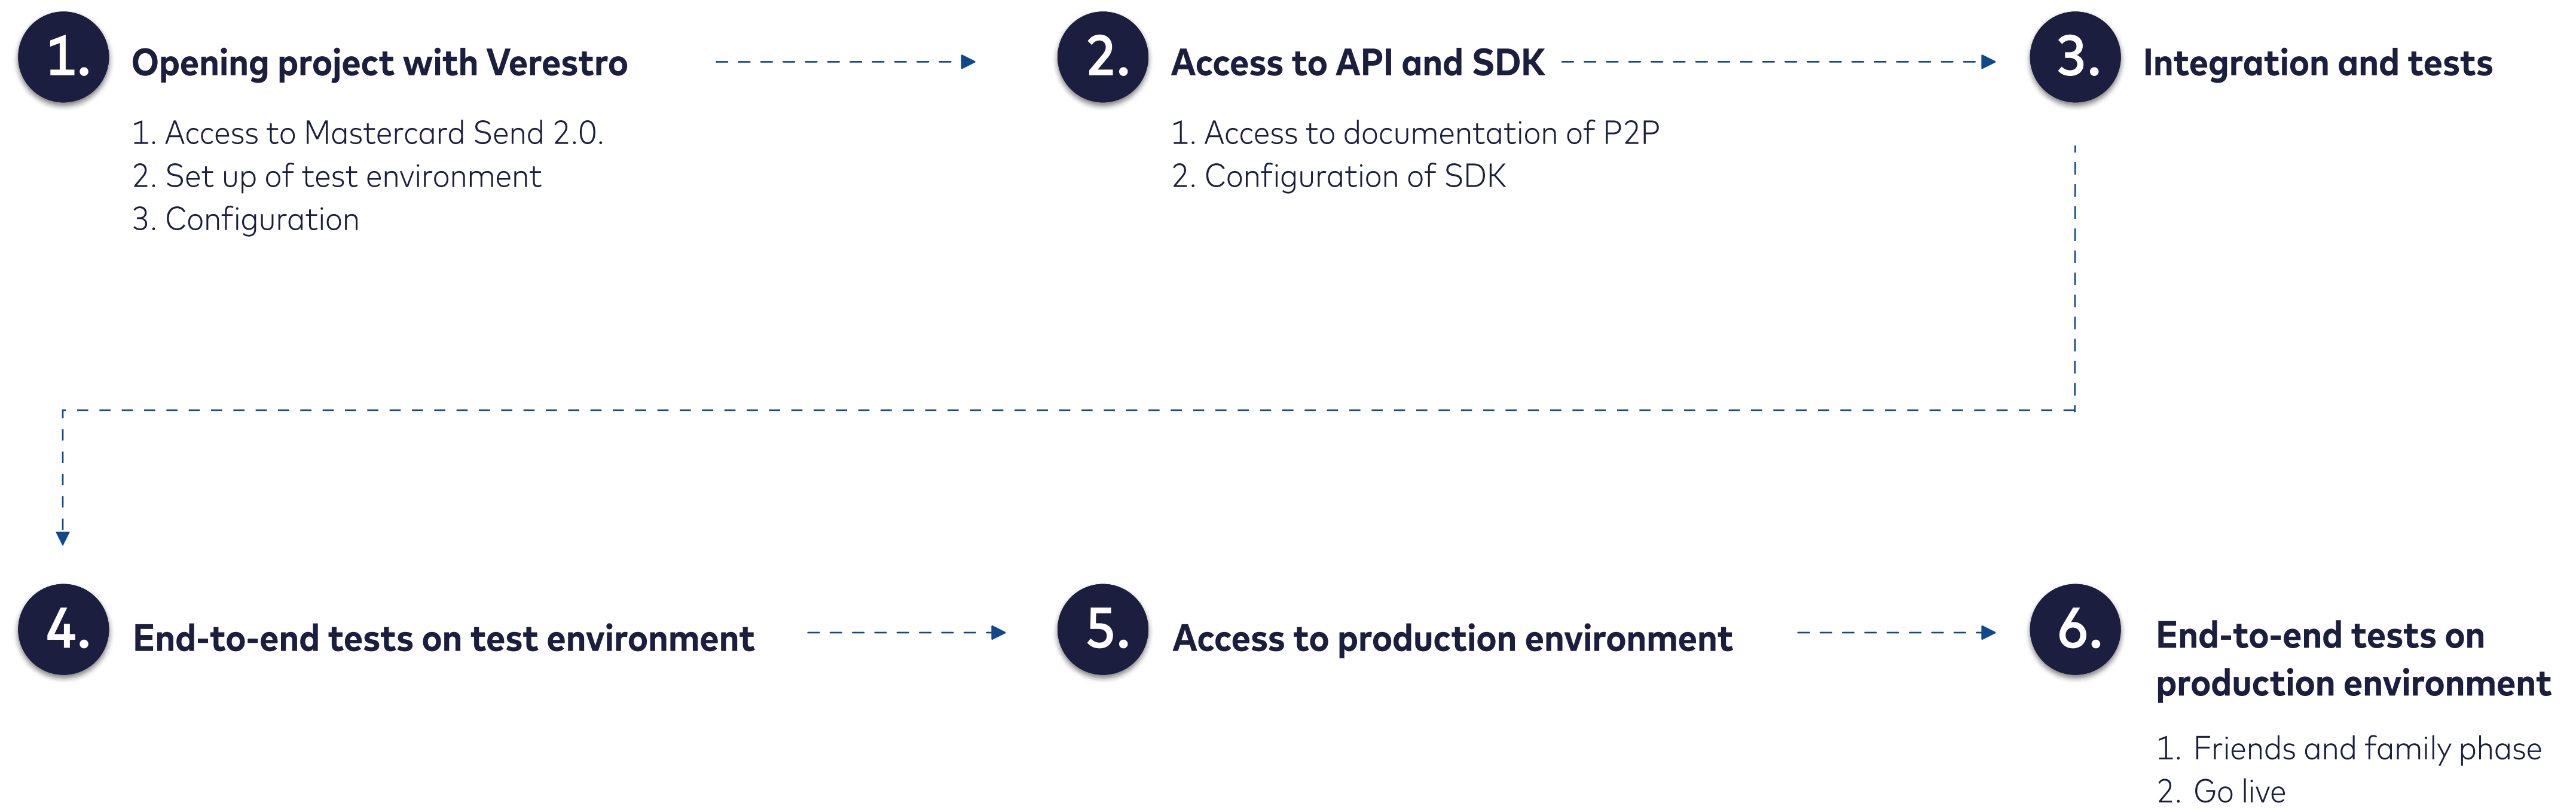 1. Opening project with Verestro
1. Access to Mastercard Send 2.0.
2. Set up of test environment
3. Configuration
2. Access to API and SDK
1. Access to documentation of P2P
2. Configuration of SDK
3. Integration and tests
4. End-to-end tests on test environment
5. Access to production environment
6. End-to-end tests on
production environment
1. Friends and family phase
2. Go live